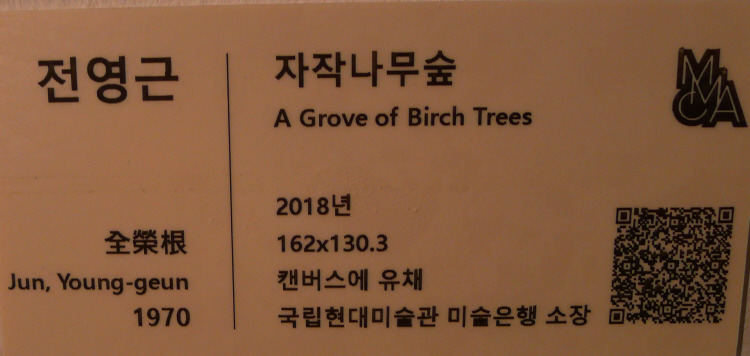 전영근
全榮根
Jun, Young-geun
1970
자작나무숲
A Grove of Birch Trees
2018년
162x130.3
캔버스에 유채
국립현대미술관 미술은행 소장
MMCA